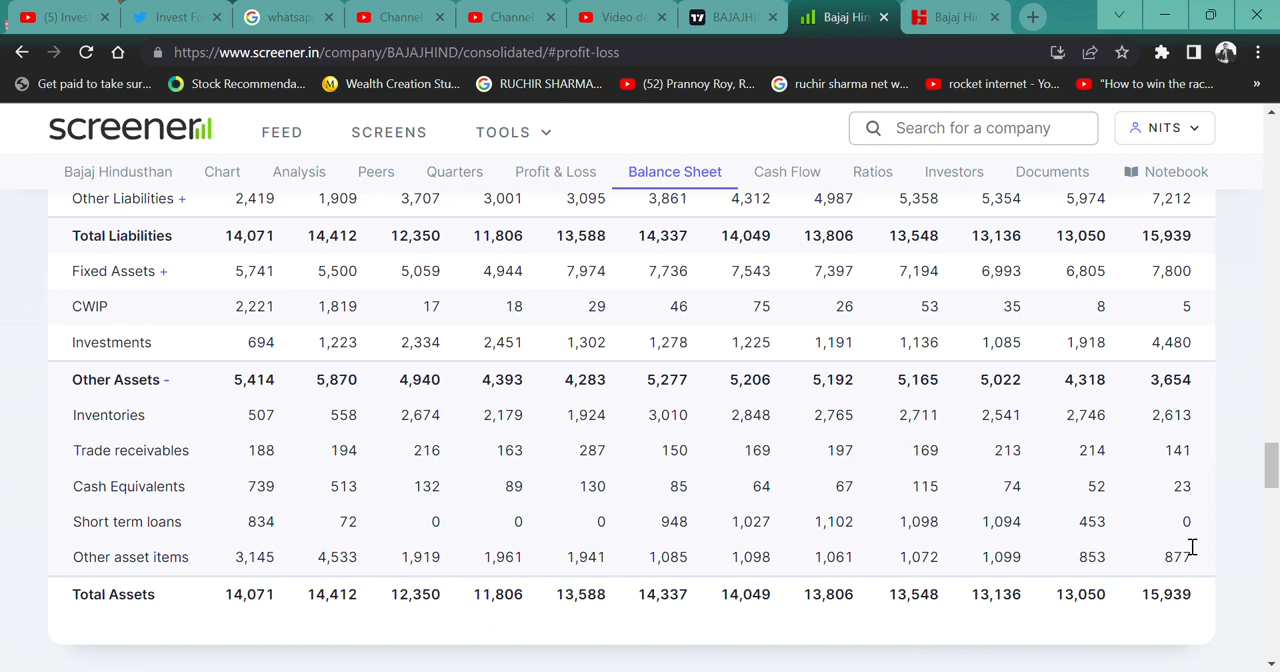 (5) Invest Invest Fo whatsap Channel Channel Video de BAJAJHI Bajaj Hin Bajaj Hin
https://www.screener.in/company/BAJAJHIND/consolidated/#profit-loss
Get paid to take sur... Stock Recommenda... Wealth Creation Stu... RUCHIR SHARMA... (52) Prannoy Roy, R... ruchir sharma net w... rocket internet - Yo... "How to win the rac... »
screener FEED SCREENS TOOLS Search for a company NITS
Bajaj Hindusthan Chart Analysis Peers Quarters Profit & Loss Balance Sheet Cash Flow Ratios Investors Documents Notebook
Other Liabilities + 2,419 1,909 3,707 3,001 3,095 3,861 4,312 4,987 5,358 5,354 5,974 7,212
Total Liabilities 14,071 14,412 12,350 11,806 13,588 14,337 14,049 13,806 13,548 13,136 13,050 15,939
Fixed Assets + 5,741 5,500 5,059 4,944 7,974 7,736 7,543 7,397 7,194 6,993 6,805 7,800
CWIP 2,221 1,819 17 18 29 46 75 26 53 35 8 5
Investments 694 1,223 2,334 2,451 1,302 1,278 1,225 1,191 1,136 1,085 1,918 4,480
Other Assets - 5,414 5,870 4,940 4,393 4,283 5,277 5,206 5,192 5,165 5,022 4,318 3,654
Inventories 507 558 2,674 2,179 1,924 3,010 2,848 2,765 2,711 2,541 2,746 2,613
Trade receivables 188 194 216 163 287 150 169 197 169 213 214 141
Cash Equivalents 739 513 132 89 130 85 64 67 115 74 52 23
Short term loans 834 72 0 0 0 948 1,027 1,102 1,098 1,094 453 0
Other asset items 3,145 4,533 1,919 1,961 1,941 1,085 1,098 1,061 1,072 1,099 853 877
Total Assets 14,071 14,412 12,350 11,806 13,588 14,337 14,049 13,806 13,548 13,136 13,050 15,939